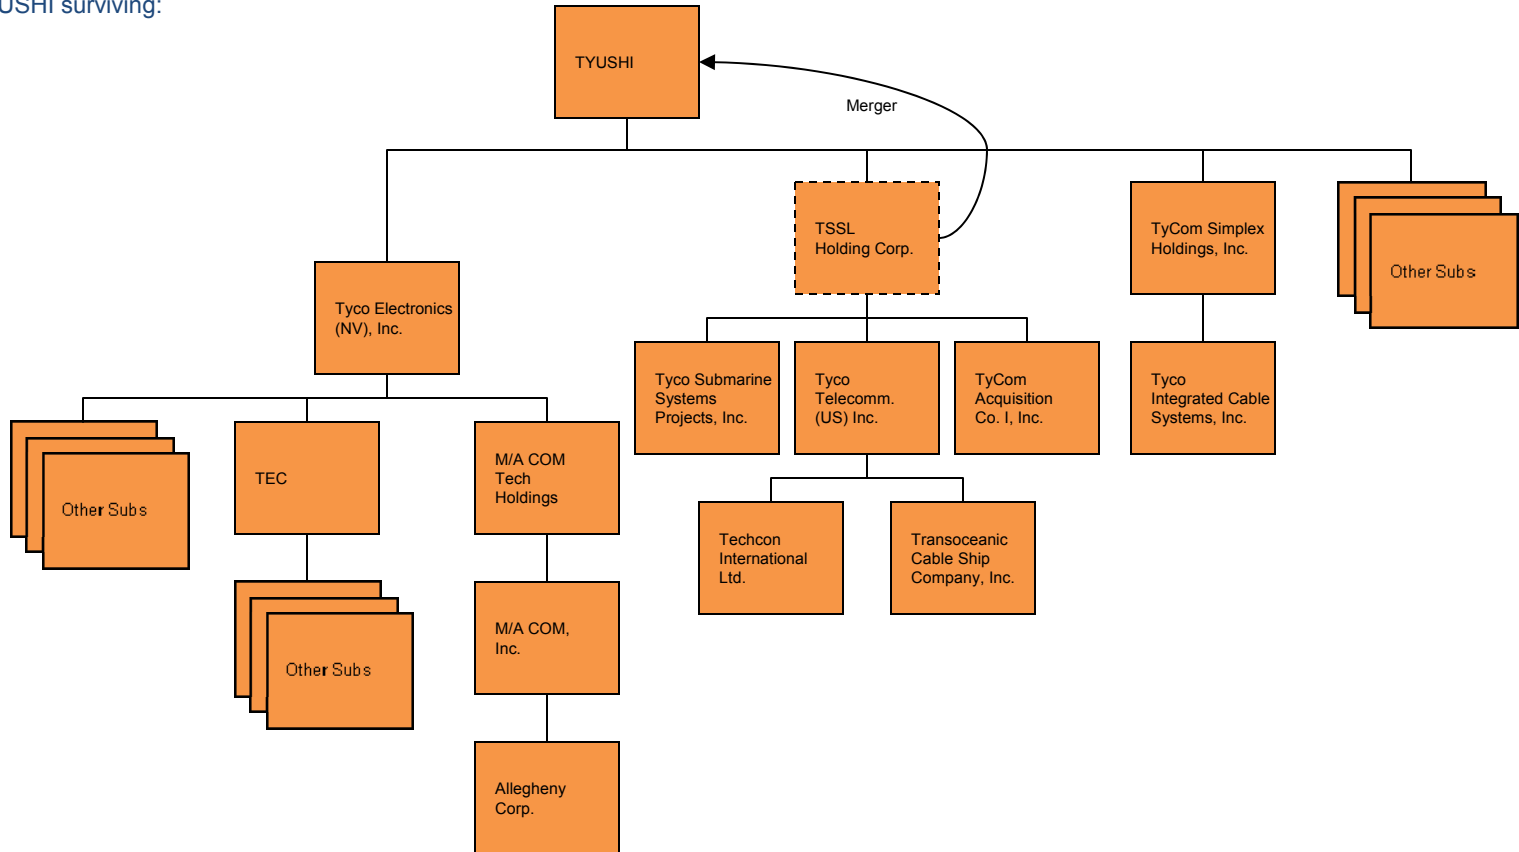 USHI surviving:
TYUSHI
Merger
TSSL
Holding Corp.
TyCom Simplex
Holdings, Inc.
Other Subs
Tyco Electronics
(NV), Inc.
Tyco Submarine
Systems
Projects, Inc.
Tyco
Telecomm.
(US) Inc.
TyCom
Acquisition
Co. I, Inc.
Tyco
Integrated Cable
Systems, Inc.
Other Subs
TEC
M/A COM
Tech
Holdings
Techcon
International
Ltd.
Transoceanic
Cable Ship
Company, Inc.
Other Subs
M/A COM,
Inc.
Allegheny
Corp.